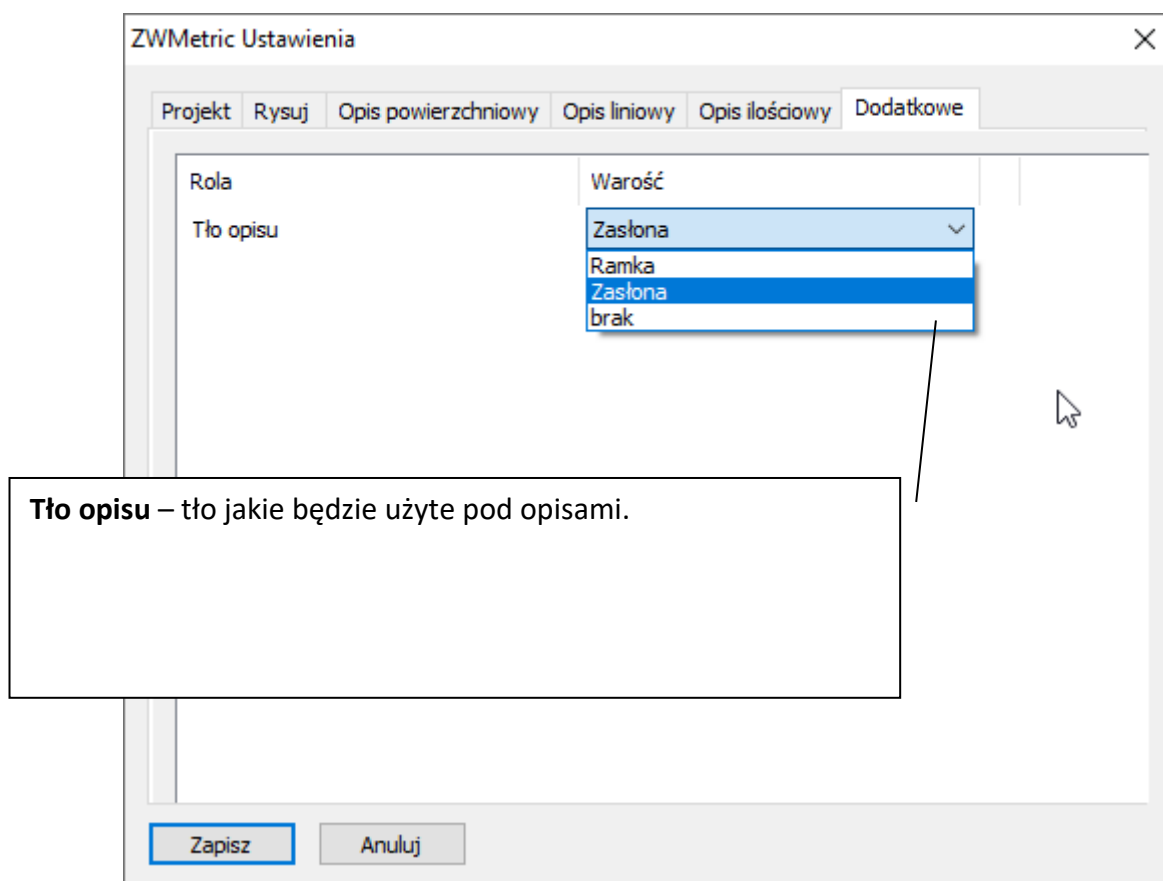 ZWMetric Ustawienia
Projekt Rysuj Opis powierzchniowy Opis liniowy Opis ilościowy Dodatkowe
Rola Warość
Tło opisu Zasłona
Ramka
Zasłona
brak
Tło opisu – tło jakie będzie użyte pod opisami.
Zapisz Anuluj